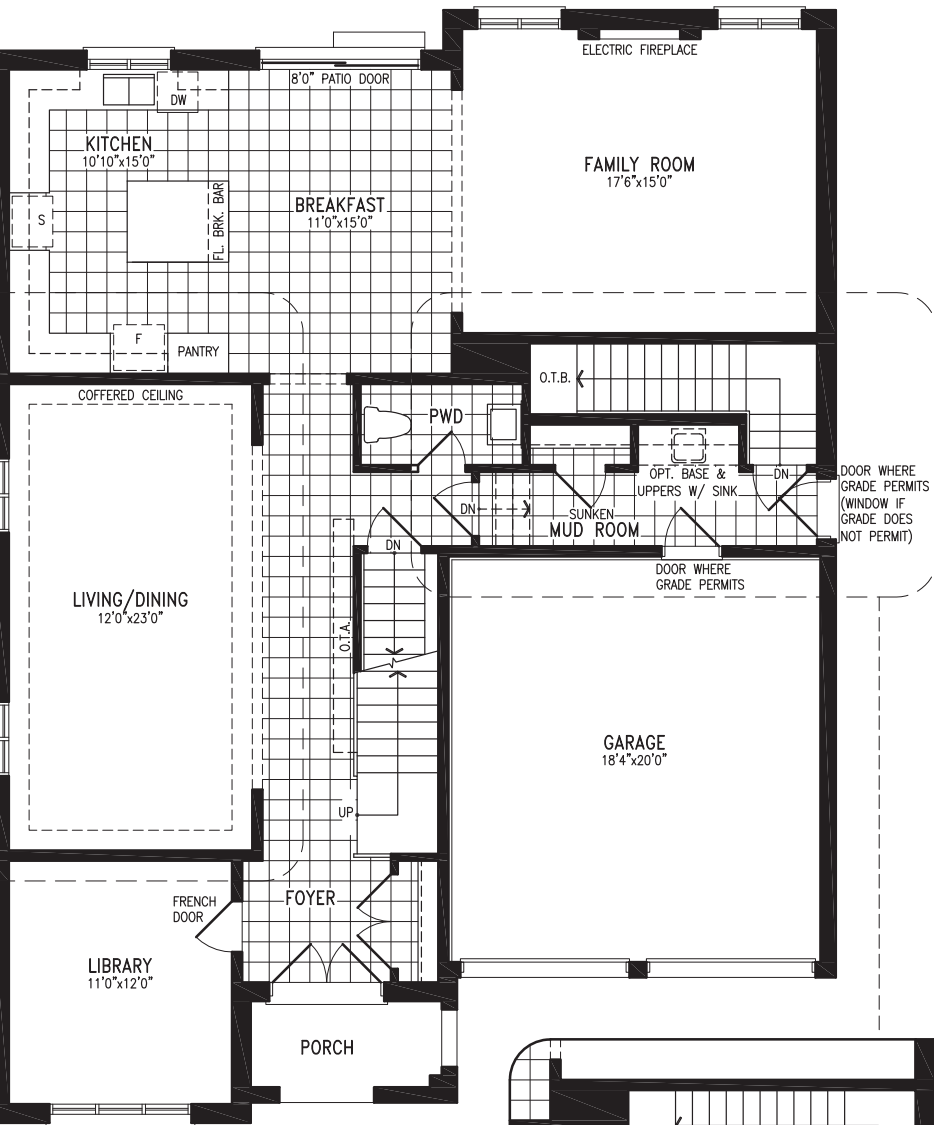 ELECTRIC FIREPLACE
8'0" PATIO DOOR
DW
KITCHEN
10'10"x15'0"
FAMILY ROOM
17'6"x15'0"
S
FL. BRK. BAR
BREAKFAST
11'0"x15'0"
F
PANTRY
O.T.B.
COFFERED CEILING
PWD
OPT. BASE &
UPPERS W/ SINK
DN
DOOR WHERE
GRADE PERMITS
(WINDOW IF
GRADE DOES
NOT PERMIT)
DN
SUNKEN
MUD ROOM
DN
DOOR WHERE
GRADE PERMITS
LIVING/DINING
12'0"x23'0"
O.T.A.
GARAGE
18'4"x20'0"
UP
FRENCH
DOOR
FOYER
LIBRARY
11'0"x12'0"
PORCH